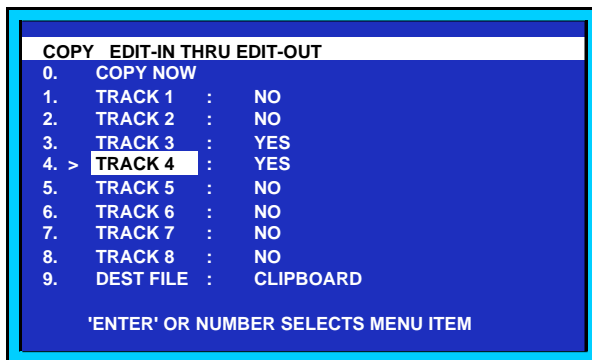 COPY EDIT-IN THRU EDIT-OUT
0. COPY NOW
1. TRACK 1 : NO
2. TRACK 2 : NO
3. TRACK 3 : YES
4. > TRACK 4 : YES
5. TRACK 5 : NO
6. TRACK 6 : NO
7. TRACK 7 : NO
8. TRACK 8 : NO
9. DEST FILE : CLIPBOARD
'ENTER' OR NUMBER SELECTS MENU ITEM